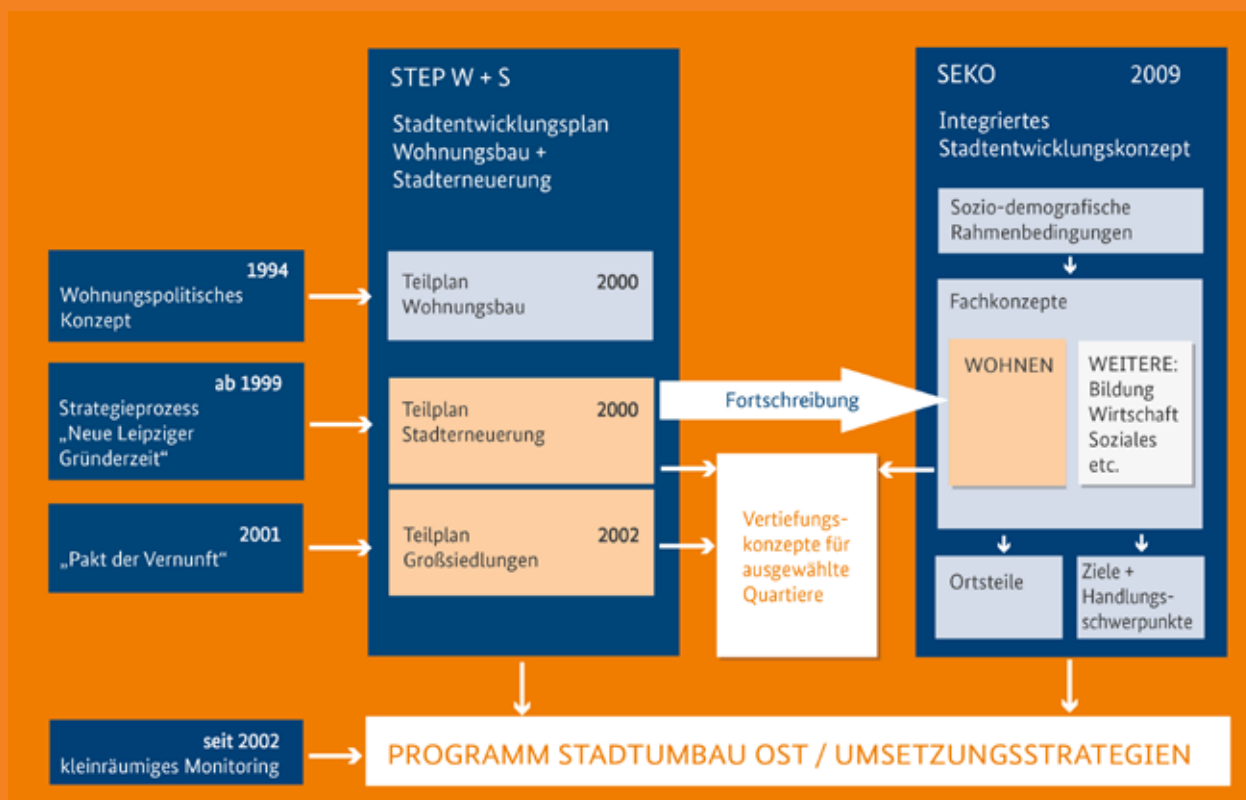 STEP W + S
Stadtentwicklungsplan
Wohnungsbau +
Stadterneuerung
1994
Wohnungspolitisches
Konzept
Teilplan 2000
Wohnungsbau
ab 1999
Strategieprozess
„Neue Leipziger
Gründerzeit“
Teilplan 2000
Stadterneuerung
2001
„Pakt der Vernunft“
Teilplan 2002
Großsiedlungen
Fortschreibung
Vertiefungs-
konzepte für
ausgewählte
Quartiere
SEKO 2009
Integriertes
Stadtentwicklungskonzept
Sozio-demografische
Rahmenbedingungen
Fachkonzepte
WOHNEN
WEITERE:
Bildung
Wirtschaft
Soziales
etc.
Ortsteile
Ziele +
Handlungs-
schwerpunkte
seit 2002
kleinräumiges Monitoring
PROGRAMM STADTUMBAU OST / UMSETZUNGSSTRATEGIEN